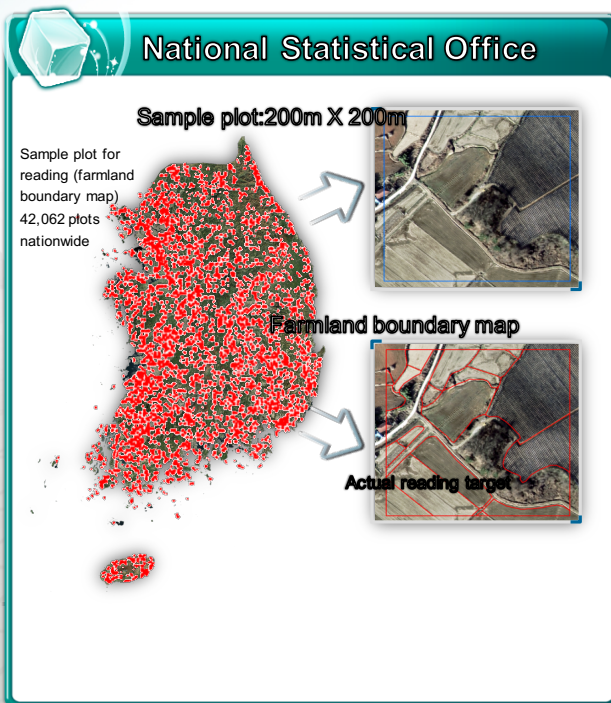 National Statistical Office
Sample plot:200m X 200m
Sample plot for
reading (farmland
boundary map)
42,062 plots
nationwide
Farmland boundary map
Actual reading target